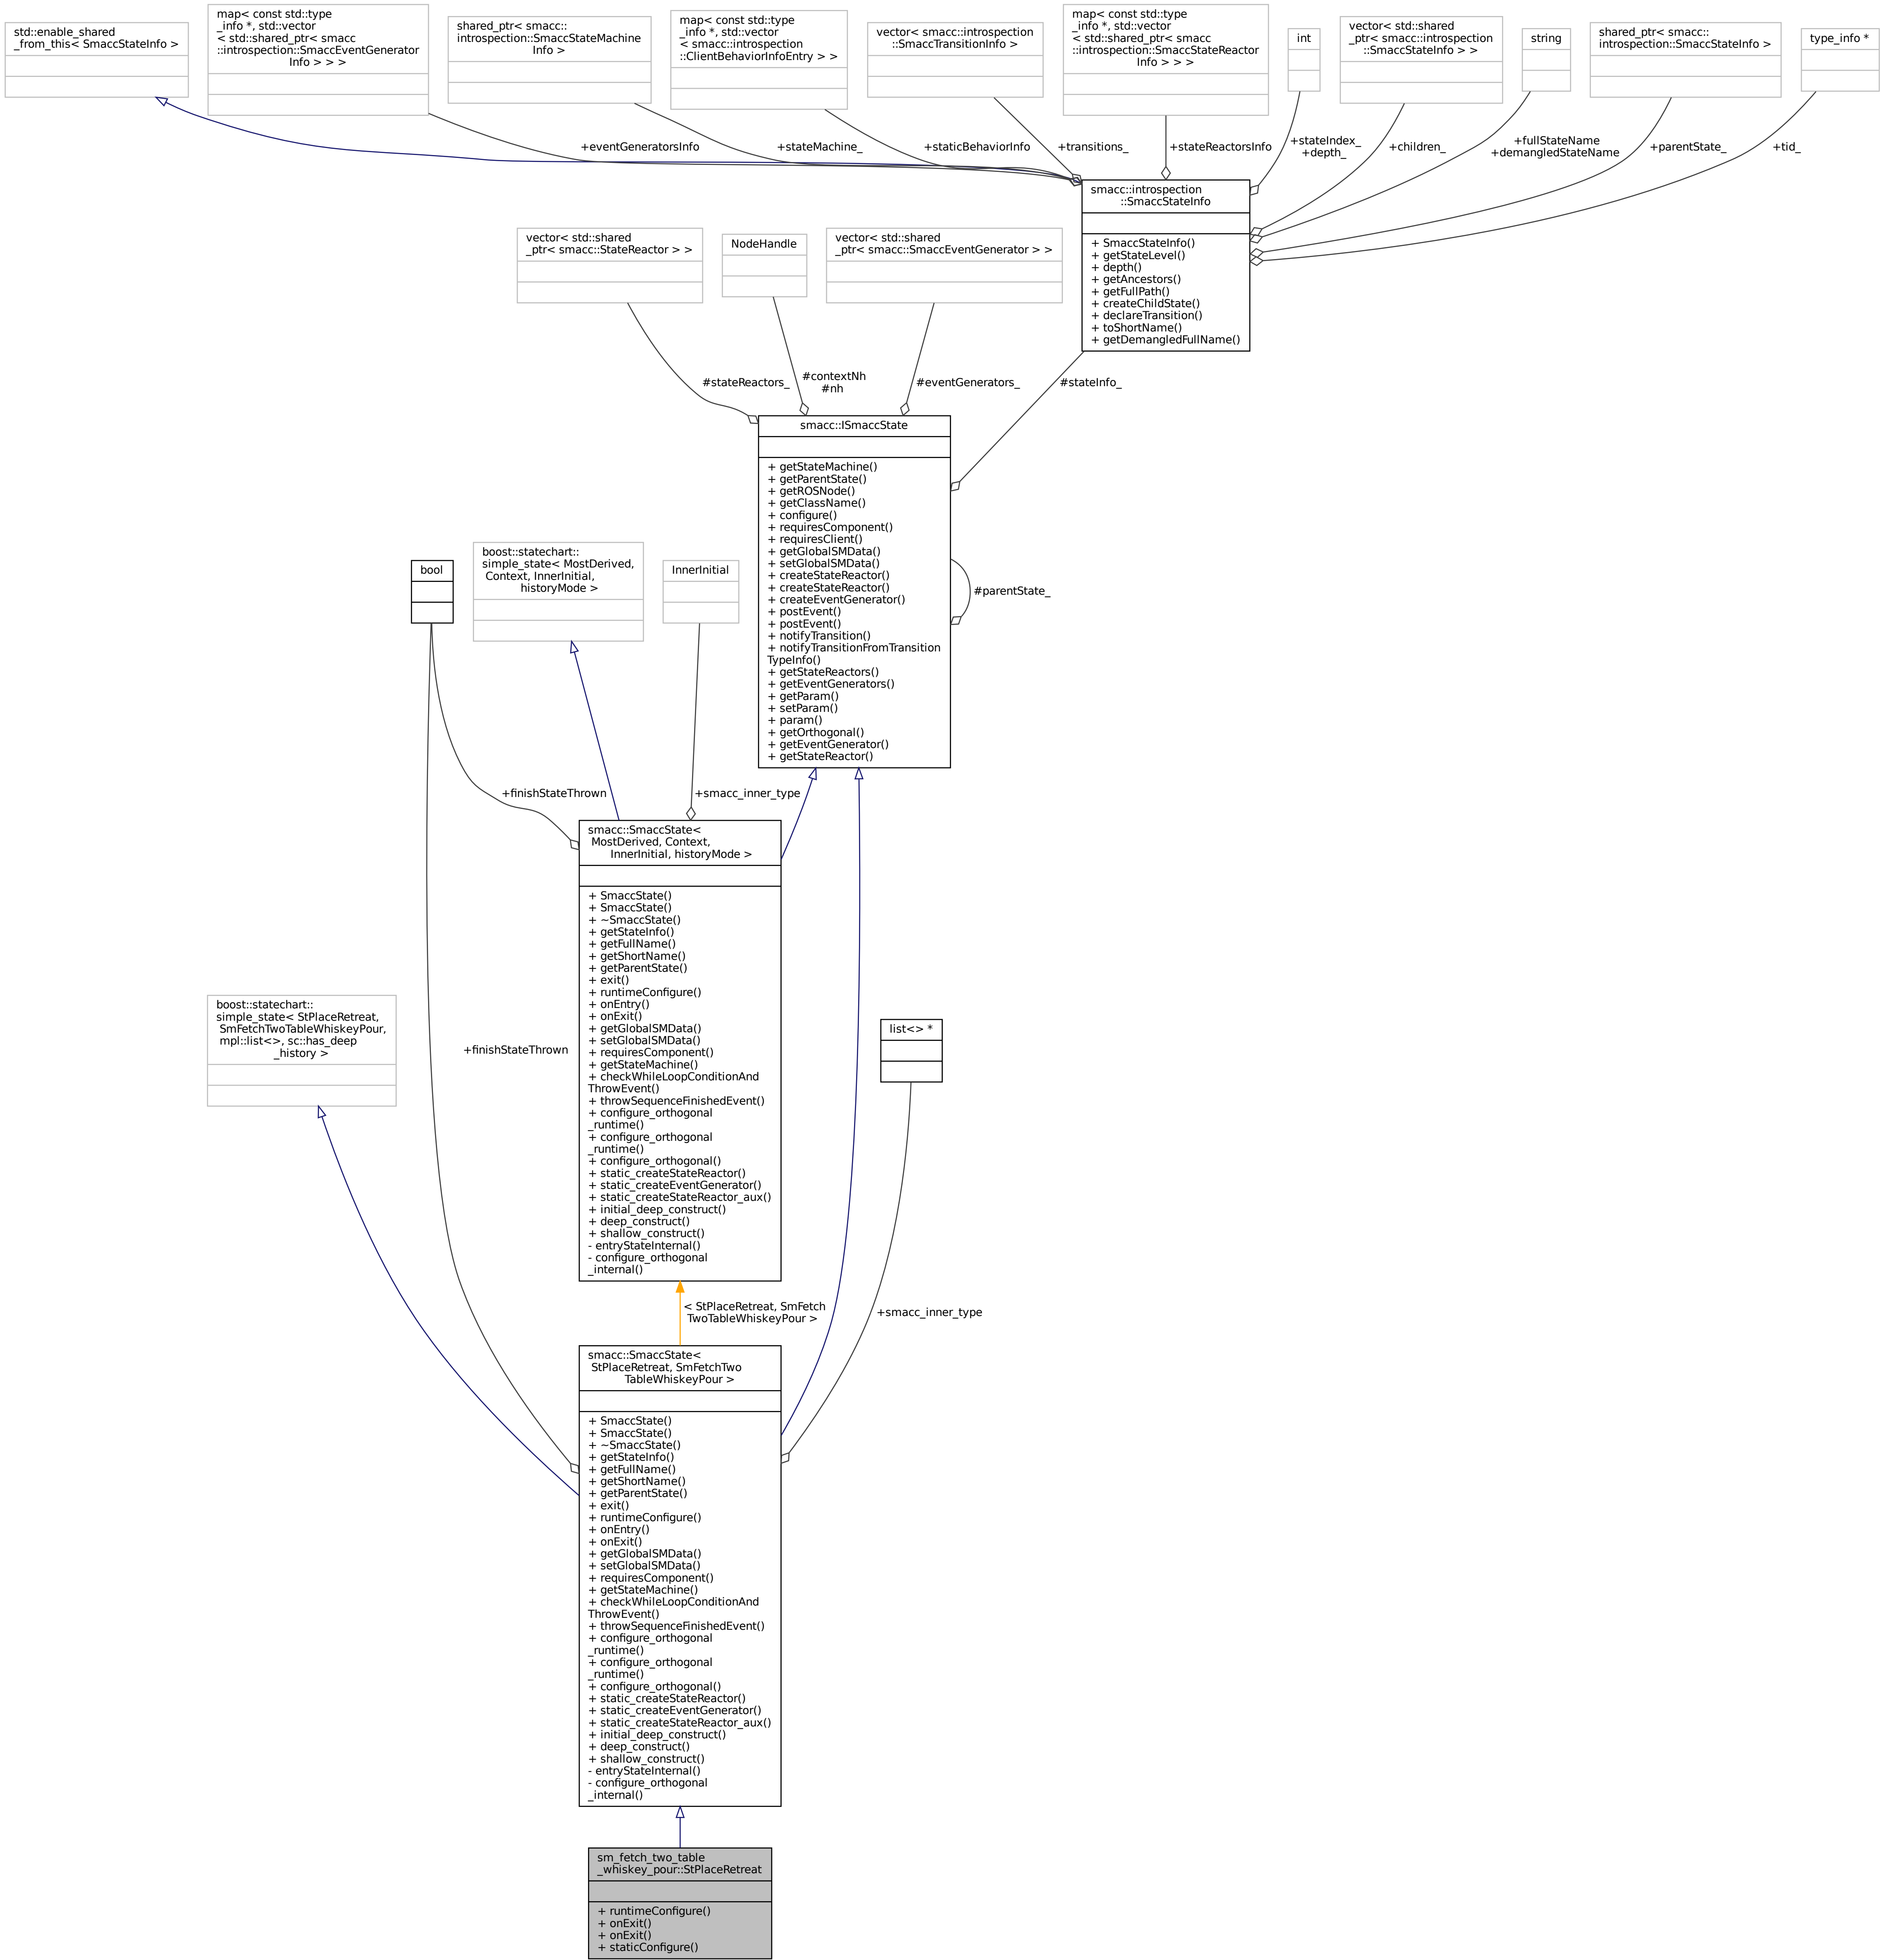 std::enable_shared
_from_this< SmaccStateInfo >
map< const std::type
_info *, std::vector
< std::shared_ptr< smacc
::introspection::SmaccEventGenerator
Info > > >
shared_ptr< smacc::
introspection::SmaccStateMachine
Info >
map< const std::type
_info *, std::vector
< smacc::introspection
::ClientBehaviorInfoEntry > >
vector< smacc::introspection
::SmaccTransitionInfo >
map< const std::type
_info *, std::vector
< std::shared_ptr< smacc
::introspection::SmaccStateReactor
Info > > >
int
vector< std::shared
_ptr< smacc::introspection
::SmaccStateInfo > >
string
shared_ptr< smacc::
introspection::SmaccStateInfo >
type_info *
+eventGeneratorsInfo
+stateMachine_
+staticBehaviorInfo
+transitions_
+stateReactorsInfo
+stateIndex_
+depth_
+children_
+fullStateName
+demangledStateName
+parentState_
+tid_
smacc::introspection
::SmaccStateInfo
+ SmaccStateInfo()
+ getStateLevel()
+ depth()
+ getAncestors()
+ getFullPath()
+ createChildState()
+ declareTransition()
+ toShortName()
+ getDemangledFullName()
vector< std::shared
_ptr< smacc::StateReactor > >
NodeHandle
vector< std::shared
_ptr< smacc::SmaccEventGenerator > >
#stateReactors_
#contextNh
#nh
#eventGenerators_
#stateInfo_
smacc::ISmaccState
+ getStateMachine()
+ getParentState()
+ getROSNode()
+ getClassName()
+ configure()
+ requiresComponent()
+ requiresClient()
+ getGlobalSMData()
+ setGlobalSMData()
+ createStateReactor()
+ createStateReactor()
+ createEventGenerator()
+ postEvent()
+ postEvent()
+ notifyTransition()
+ notifyTransitionFromTransition
TypeInfo()
+ getStateReactors()
+ getEventGenerators()
+ getParam()
+ setParam()
+ param()
+ getOrthogonal()
+ getEventGenerator()
+ getStateReactor()
#parentState_
bool
boost::statechart::
simple_state< MostDerived,
Context, InnerInitial,
historyMode >
InnerInitial
+finishStateThrown
+smacc_inner_type
smacc::SmaccState<
MostDerived, Context,
InnerInitial, historyMode >
+ SmaccState()
+ SmaccState()
+ ~SmaccState()
+ getStateInfo()
+ getFullName()
+ getShortName()
+ getParentState()
+ exit()
+ runtimeConfigure()
+ onEntry()
+ onExit()
+ getGlobalSMData()
+ setGlobalSMData()
+ requiresComponent()
+ getStateMachine()
+ checkWhileLoopConditionAnd
ThrowEvent()
+ throwSequenceFinishedEvent()
+ configure_orthogonal
_runtime()
+ configure_orthogonal
_runtime()
+ configure_orthogonal()
+ static_createStateReactor()
+ static_createEventGenerator()
+ static_createStateReactor_aux()
+ initial_deep_construct()
+ deep_construct()
+ shallow_construct()
- entryStateInternal()
- configure_orthogonal
_internal()
boost::statechart::
simple_state< StPlaceRetreat,
SmFetchTwoTableWhiskeyPour,
mpl::list<>, sc::has_deep
_history >
+finishStateThrown
list<> *
< StPlaceRetreat, SmFetch
TwoTableWhiskeyPour >
+smacc_inner_type
smacc::SmaccState<
StPlaceRetreat, SmFetchTwo
TableWhiskeyPour >
+ SmaccState()
+ SmaccState()
+ ~SmaccState()
+ getStateInfo()
+ getFullName()
+ getShortName()
+ getParentState()
+ exit()
+ runtimeConfigure()
+ onEntry()
+ onExit()
+ getGlobalSMData()
+ setGlobalSMData()
+ requiresComponent()
+ getStateMachine()
+ checkWhileLoopConditionAnd
ThrowEvent()
+ throwSequenceFinishedEvent()
+ configure_orthogonal
_runtime()
+ configure_orthogonal
_runtime()
+ configure_orthogonal()
+ static_createStateReactor()
+ static_createEventGenerator()
+ static_createStateReactor_aux()
+ initial_deep_construct()
+ deep_construct()
+ shallow_construct()
- entryStateInternal()
- configure_orthogonal
_internal()
sm_fetch_two_table
_whiskey_pour::StPlaceRetreat
+ runtimeConfigure()
+ onExit()
+ onExit()
+ staticConfigure()